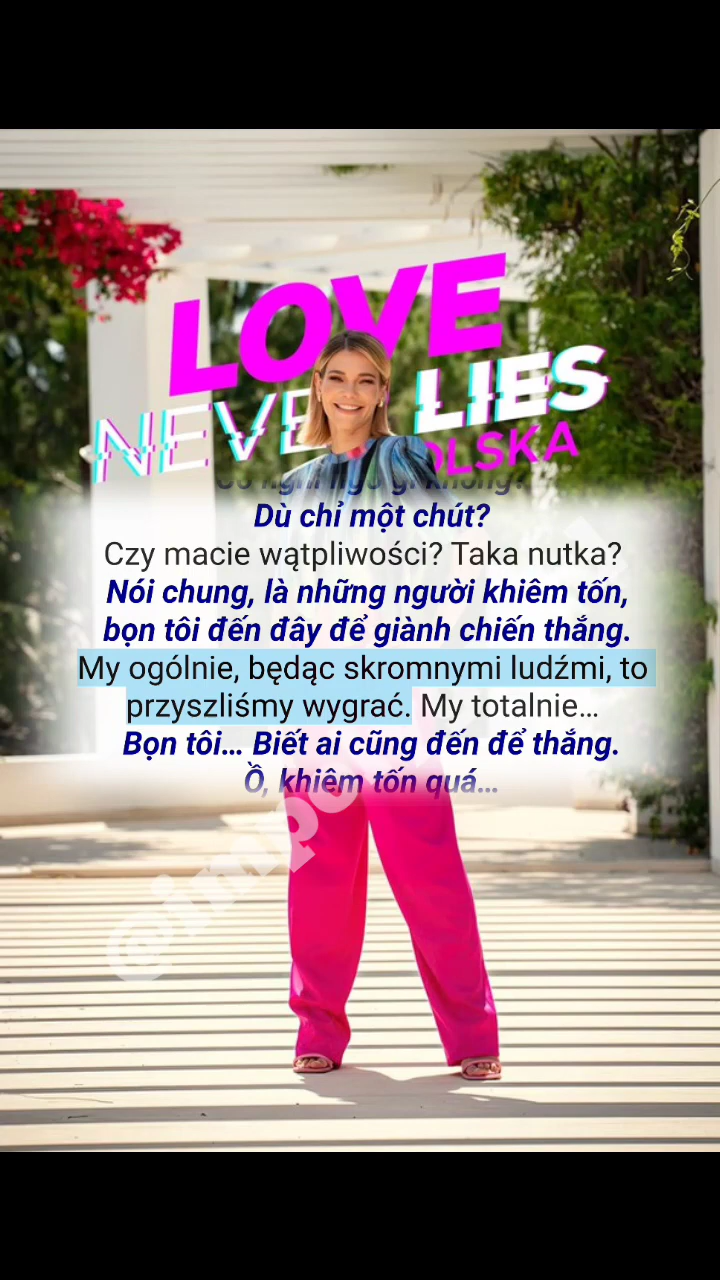 LOVE
NEVE LIES
OLSKA
Dù chỉ một chút?
Czy macie wątpliwości? Taka nutka?
Nói chung, là những người khiêm tốn,
bọn tôi đến đây để giành chiến thắng.
My ogólnie, będąc skromnymi ludźmi, to
przyszliśmy wygrać. My totalnie…
Bọn tôi… Biết ai cũng đến để thắng.
Ồ, khiêm tốn quá…